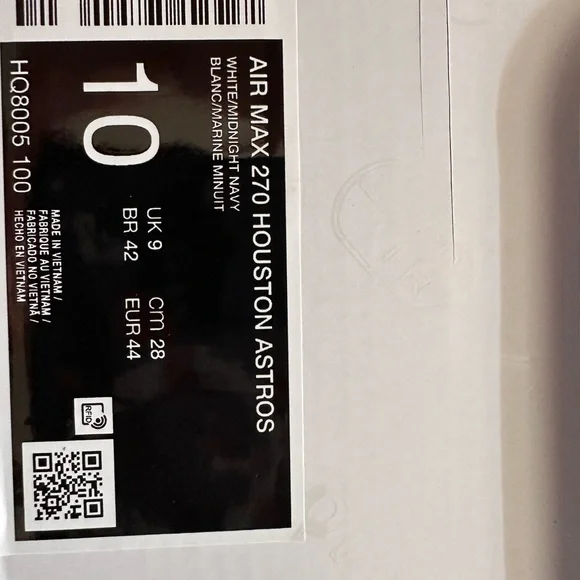 AIR MAX 270 HOUSTON ASTROS
WHITE/MIDNIGHT NAVY
BLANC/MARINE MINUIT
10
UK 9 cm 28
BR 42 EUR 44
HQ8005 100
MADE IN VIETNAM /
FABRIQUE AU VIETNAM /
FABRICADO NO VIETNÃ /
HECHO EN VIETNAM
RFID